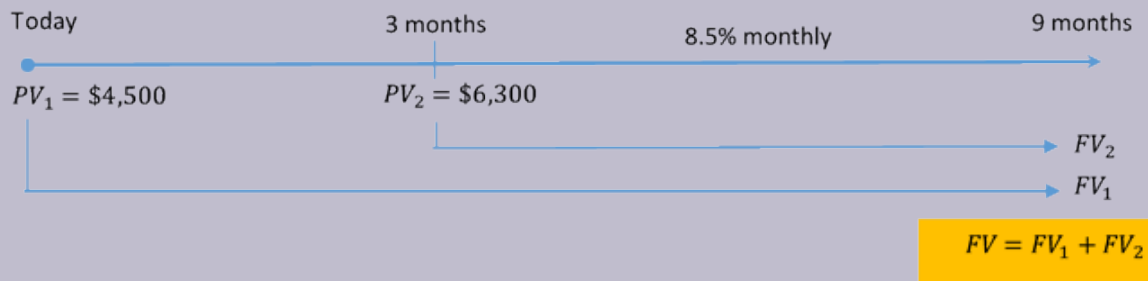 Today 3 months 8.5% monthly 9 months
PV₁ = $4,500 PV₂ = $6,300
FV₂
FV₁
FV = FV₁ + FV₂